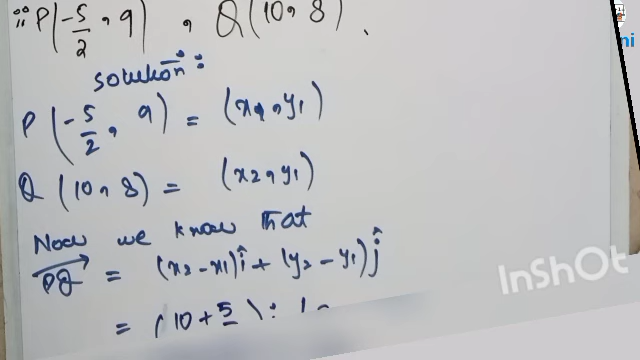 :: P(-5/2, 9), Q(10, 8).
solution:
P(-5/2, 9) = (x1, y1)
Q(10, 8) = (x2, y1)
Now we know that
PQ = (x2 - x1)î + (y2 - y1)ĵ
= (10 + 5
InShOt